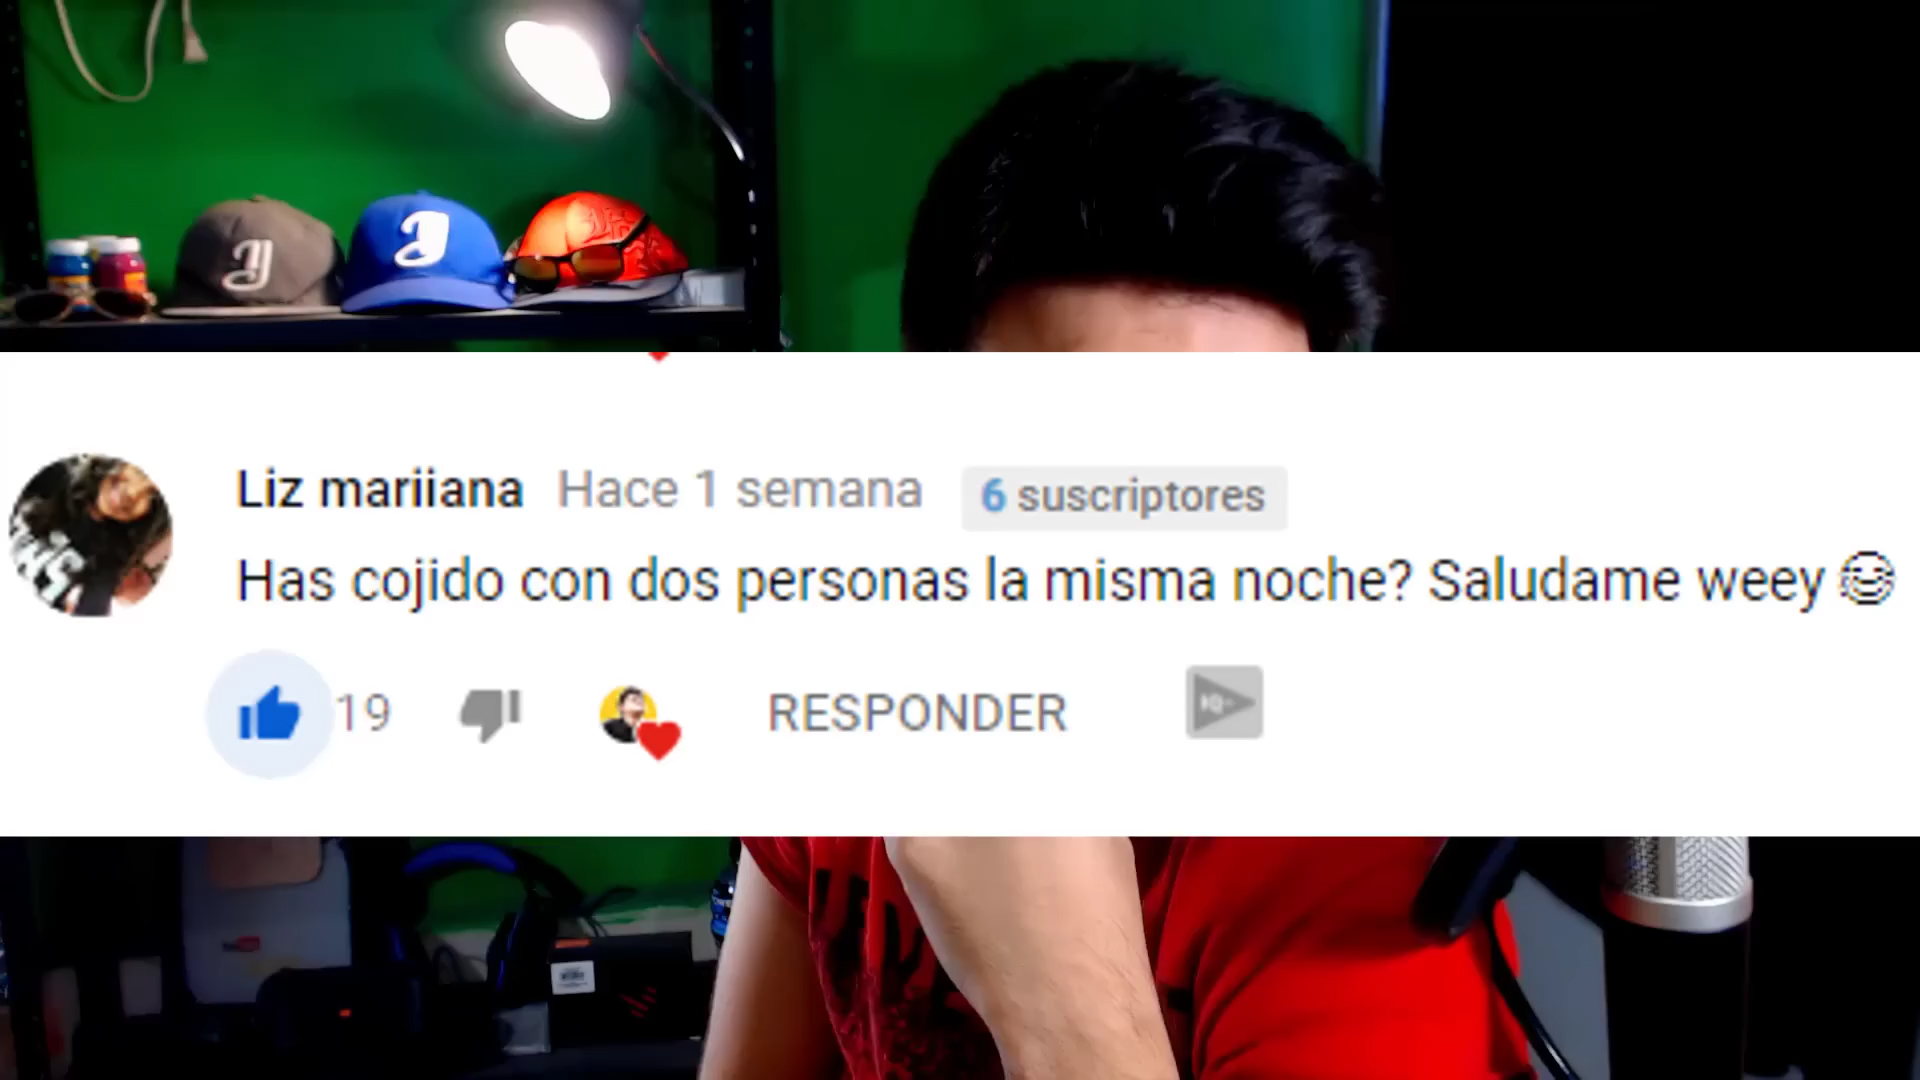 Liz mariiana Hace 1 semana 6 suscriptores
Has cojido con dos personas la misma noche? Saludame weey 😂
19 RESPONDER